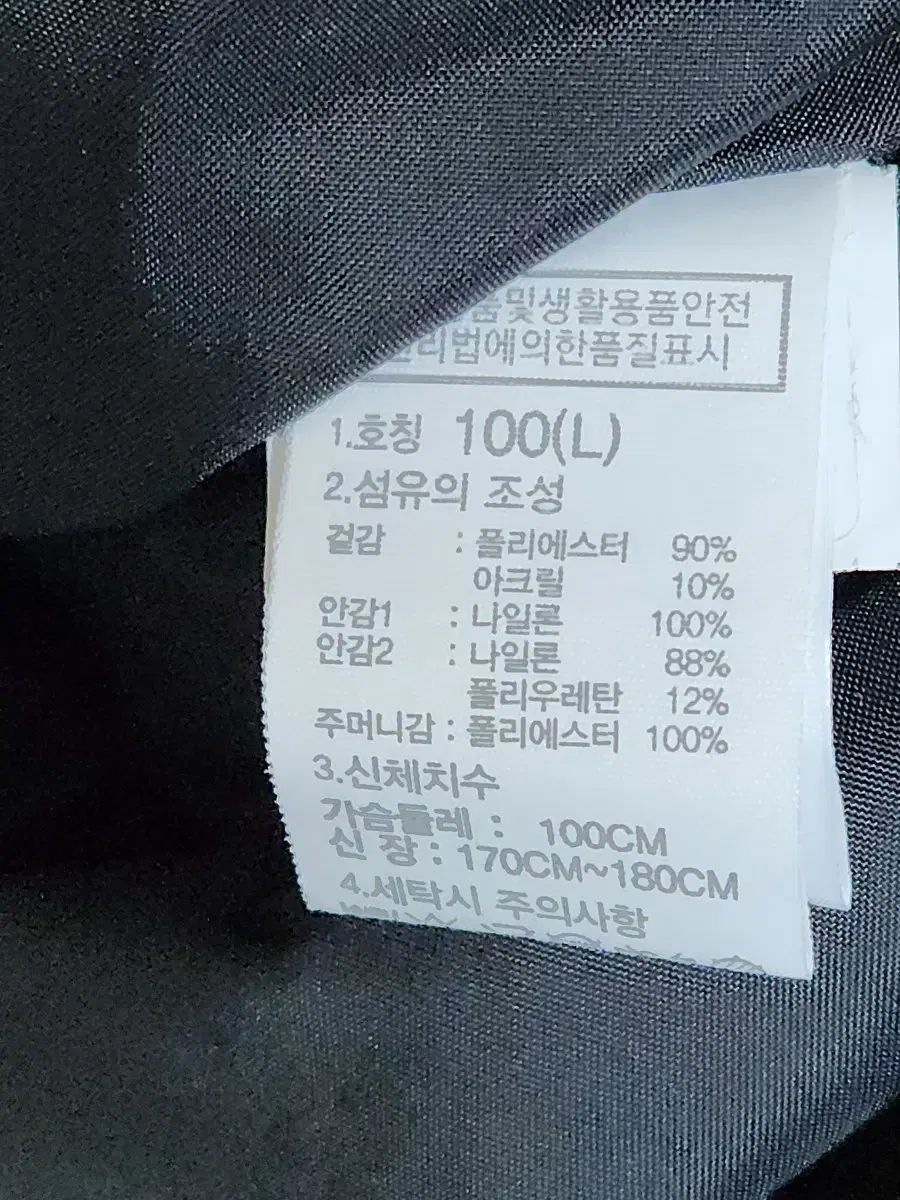 품및생활용품안전
리법에의한품질표시
1.호칭 100(L)
2.섬유의 조성
겉감 : 폴리에스터 90%
아크릴 10%
안감1 : 나일론 100%
안감2 : 나일론 88%
폴리우레탄 12%
주머니감 : 폴리에스터 100%
3.신체치수
가슴둘레 : 100CM
신 장 : 170CM~180CM
4.세탁시 주의사항